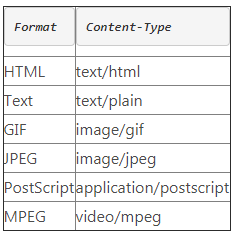 Format Content-Type
HTML text/html
Text text/plain
GIF image/gif
JPEG image/jpeg
PostScript application/postscript
MPEG video/mpeg